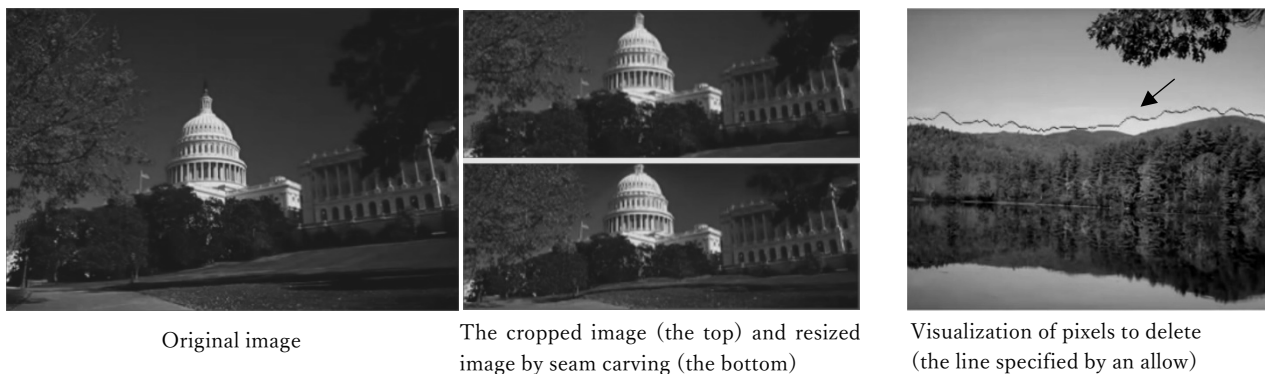 Original image
The cropped image (the top) and resized
image by seam carving (the bottom)
Visualization of pixels to delete
(the line specified by an allow)